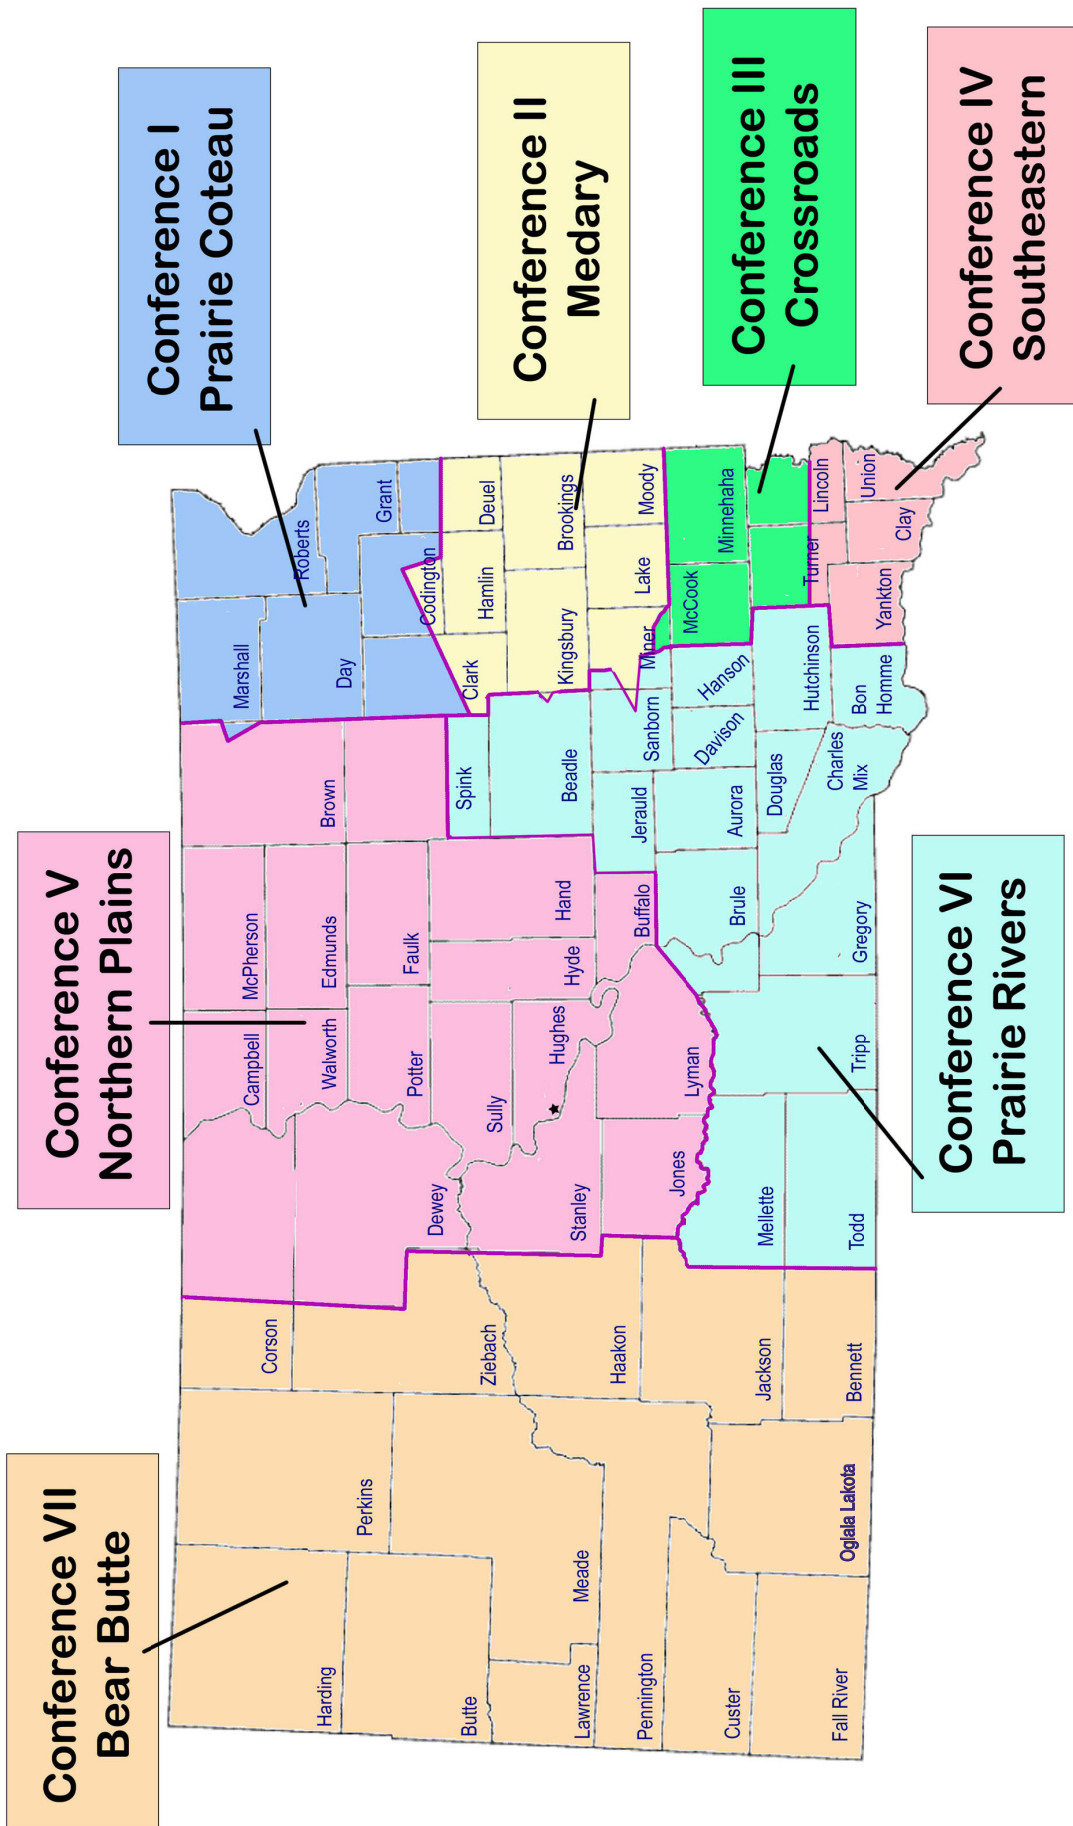 Conference VII
Bear Butte
Conference V
Northern Plains
Conference I
Prairie Coteau
Conference II
Medary
Conference III
Crossroads
Conference IV
Southeastern
Conference VI
Prairie Rivers
Harding
Perkins
Corson
Campbell
McPherson
Marshall
Roberts
Walworth
Edmunds
Brown
Day
Butte
Ziebach
Dewey
Potter
Faulk
Grant
Codington
Meade
Lawrence
Sully
Spink
Clark
Hamlin
Deuel
Haakon
Stanley
Hughes
Hyde
Hand
Beadle
Kingsbury
Brookings
Pennington
Jones
Lyman
Buffalo
Jerauld
Sanborn
Miner
Lake
Moody
Custer
Jackson
Mellette
Brule
Aurora
Davison
Hanson
McCook
Minnehaha
Fall River
Oglala Lakota
Bennett
Todd
Tripp
Gregory
Charles
Mix
Douglas
Hutchinson
Turner
Lincoln
Bon
Homme
Yankton
Clay
Union